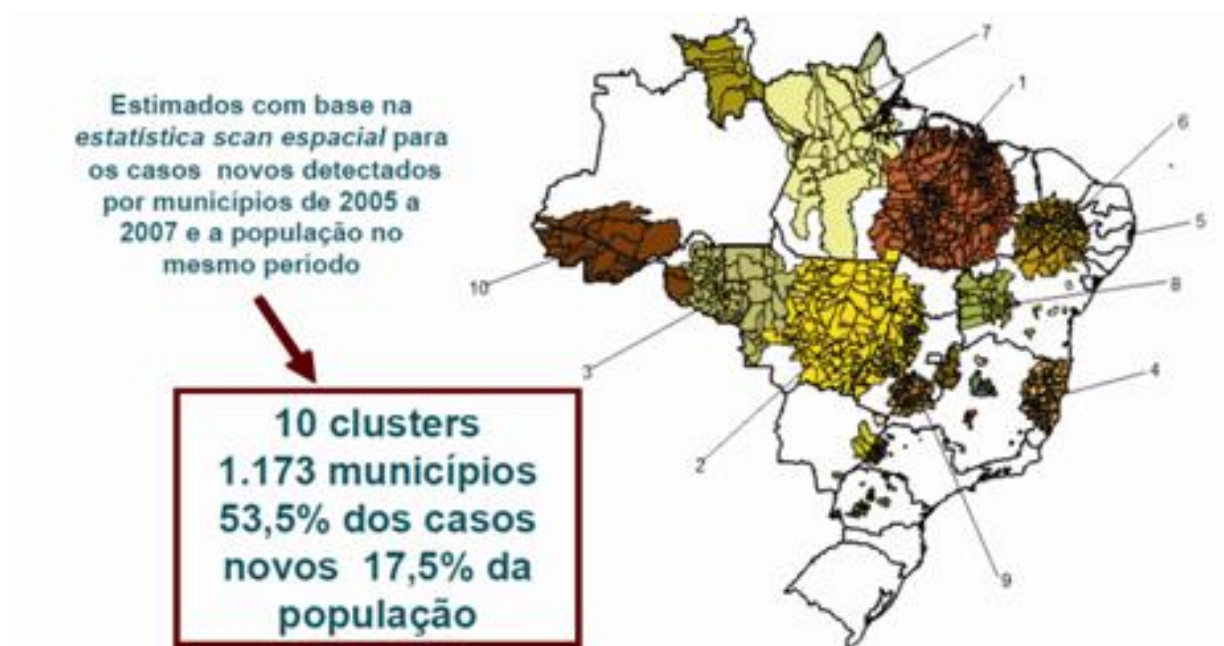 Estimados com base na
estatística scan espacial para
os casos novos detectados
por municípios de 2005 a
2007 e a população no
mesmo período
10 clusters
1.173 municípios
53,5% dos casos
novos 17,5% da
população
7
1
6
5
10
8
3
4
2
9